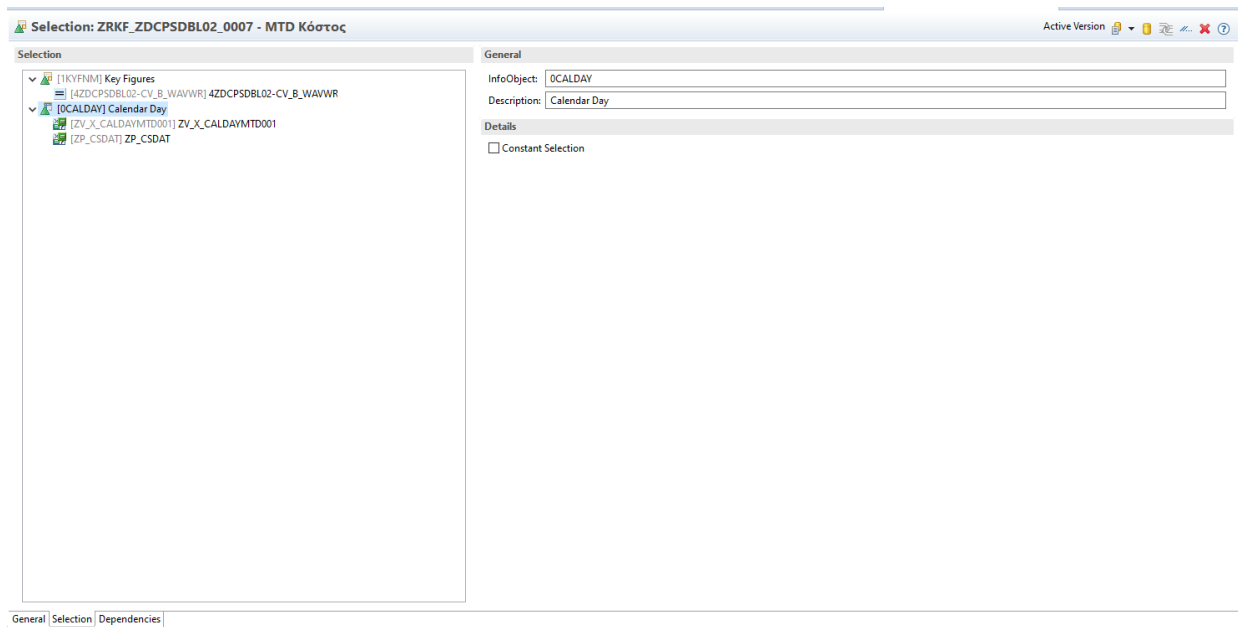 Selection: ZRKF_ZDCPSDBL02_0007 - MTD Κόστος
Active Version
Selection
[1KYFNM] Key Figures
[4ZDCPSDBL02-CV_B_WAVWR] 4ZDCPSDBL02-CV_B_WAVWR
[0CALDAY] Calendar Day
[ZV_X_CALDAYMTD001] ZV_X_CALDAYMTD001
[ZP_CSDAT] ZP_CSDAT
General
InfoObject: 0CALDAY
Description: Calendar Day
Details
Constant Selection
General Selection Dependencies